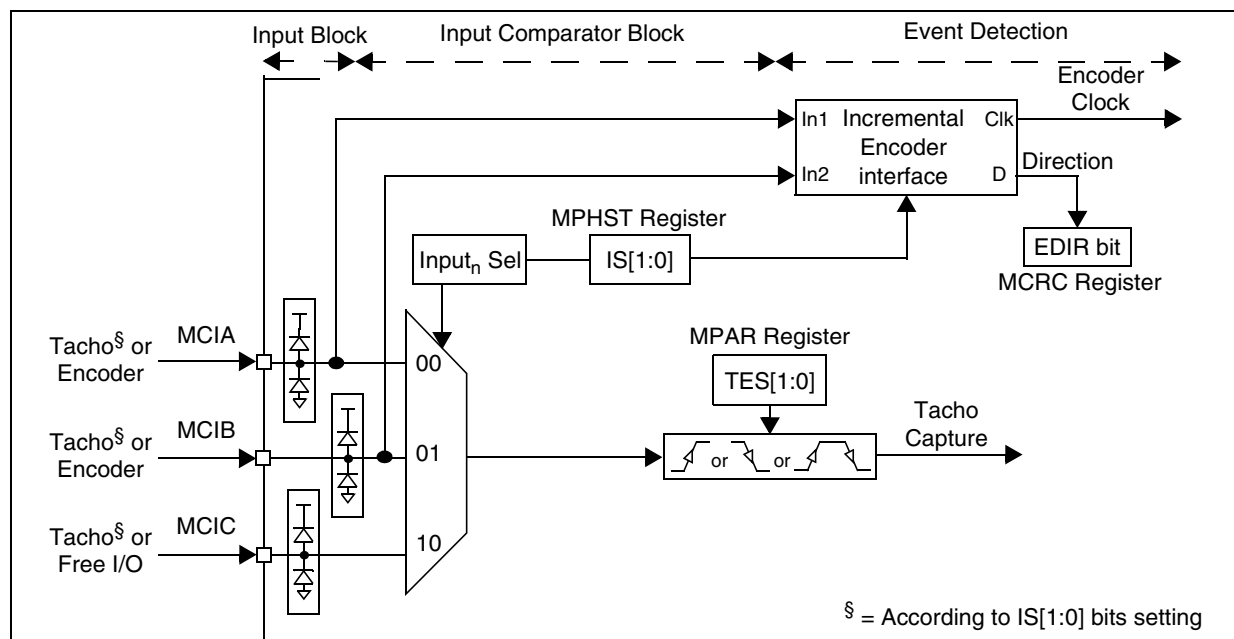 Input Block
Input Comparator Block
Event Detection
Encoder
Clock
In1
Incremental
Encoder
interface
Clk
In2
D
Direction
MPHST Register
Input_n Sel
IS[1:0]
EDIR bit
MCRC Register
Tacho§ or
Encoder
MCIA
00
MPAR Register
TES[1:0]
Tacho§ or
Encoder
MCIB
01
or
or
Tacho
Capture
Tacho§ or
Free I/O
MCIC
10
§ = According to IS[1:0] bits setting